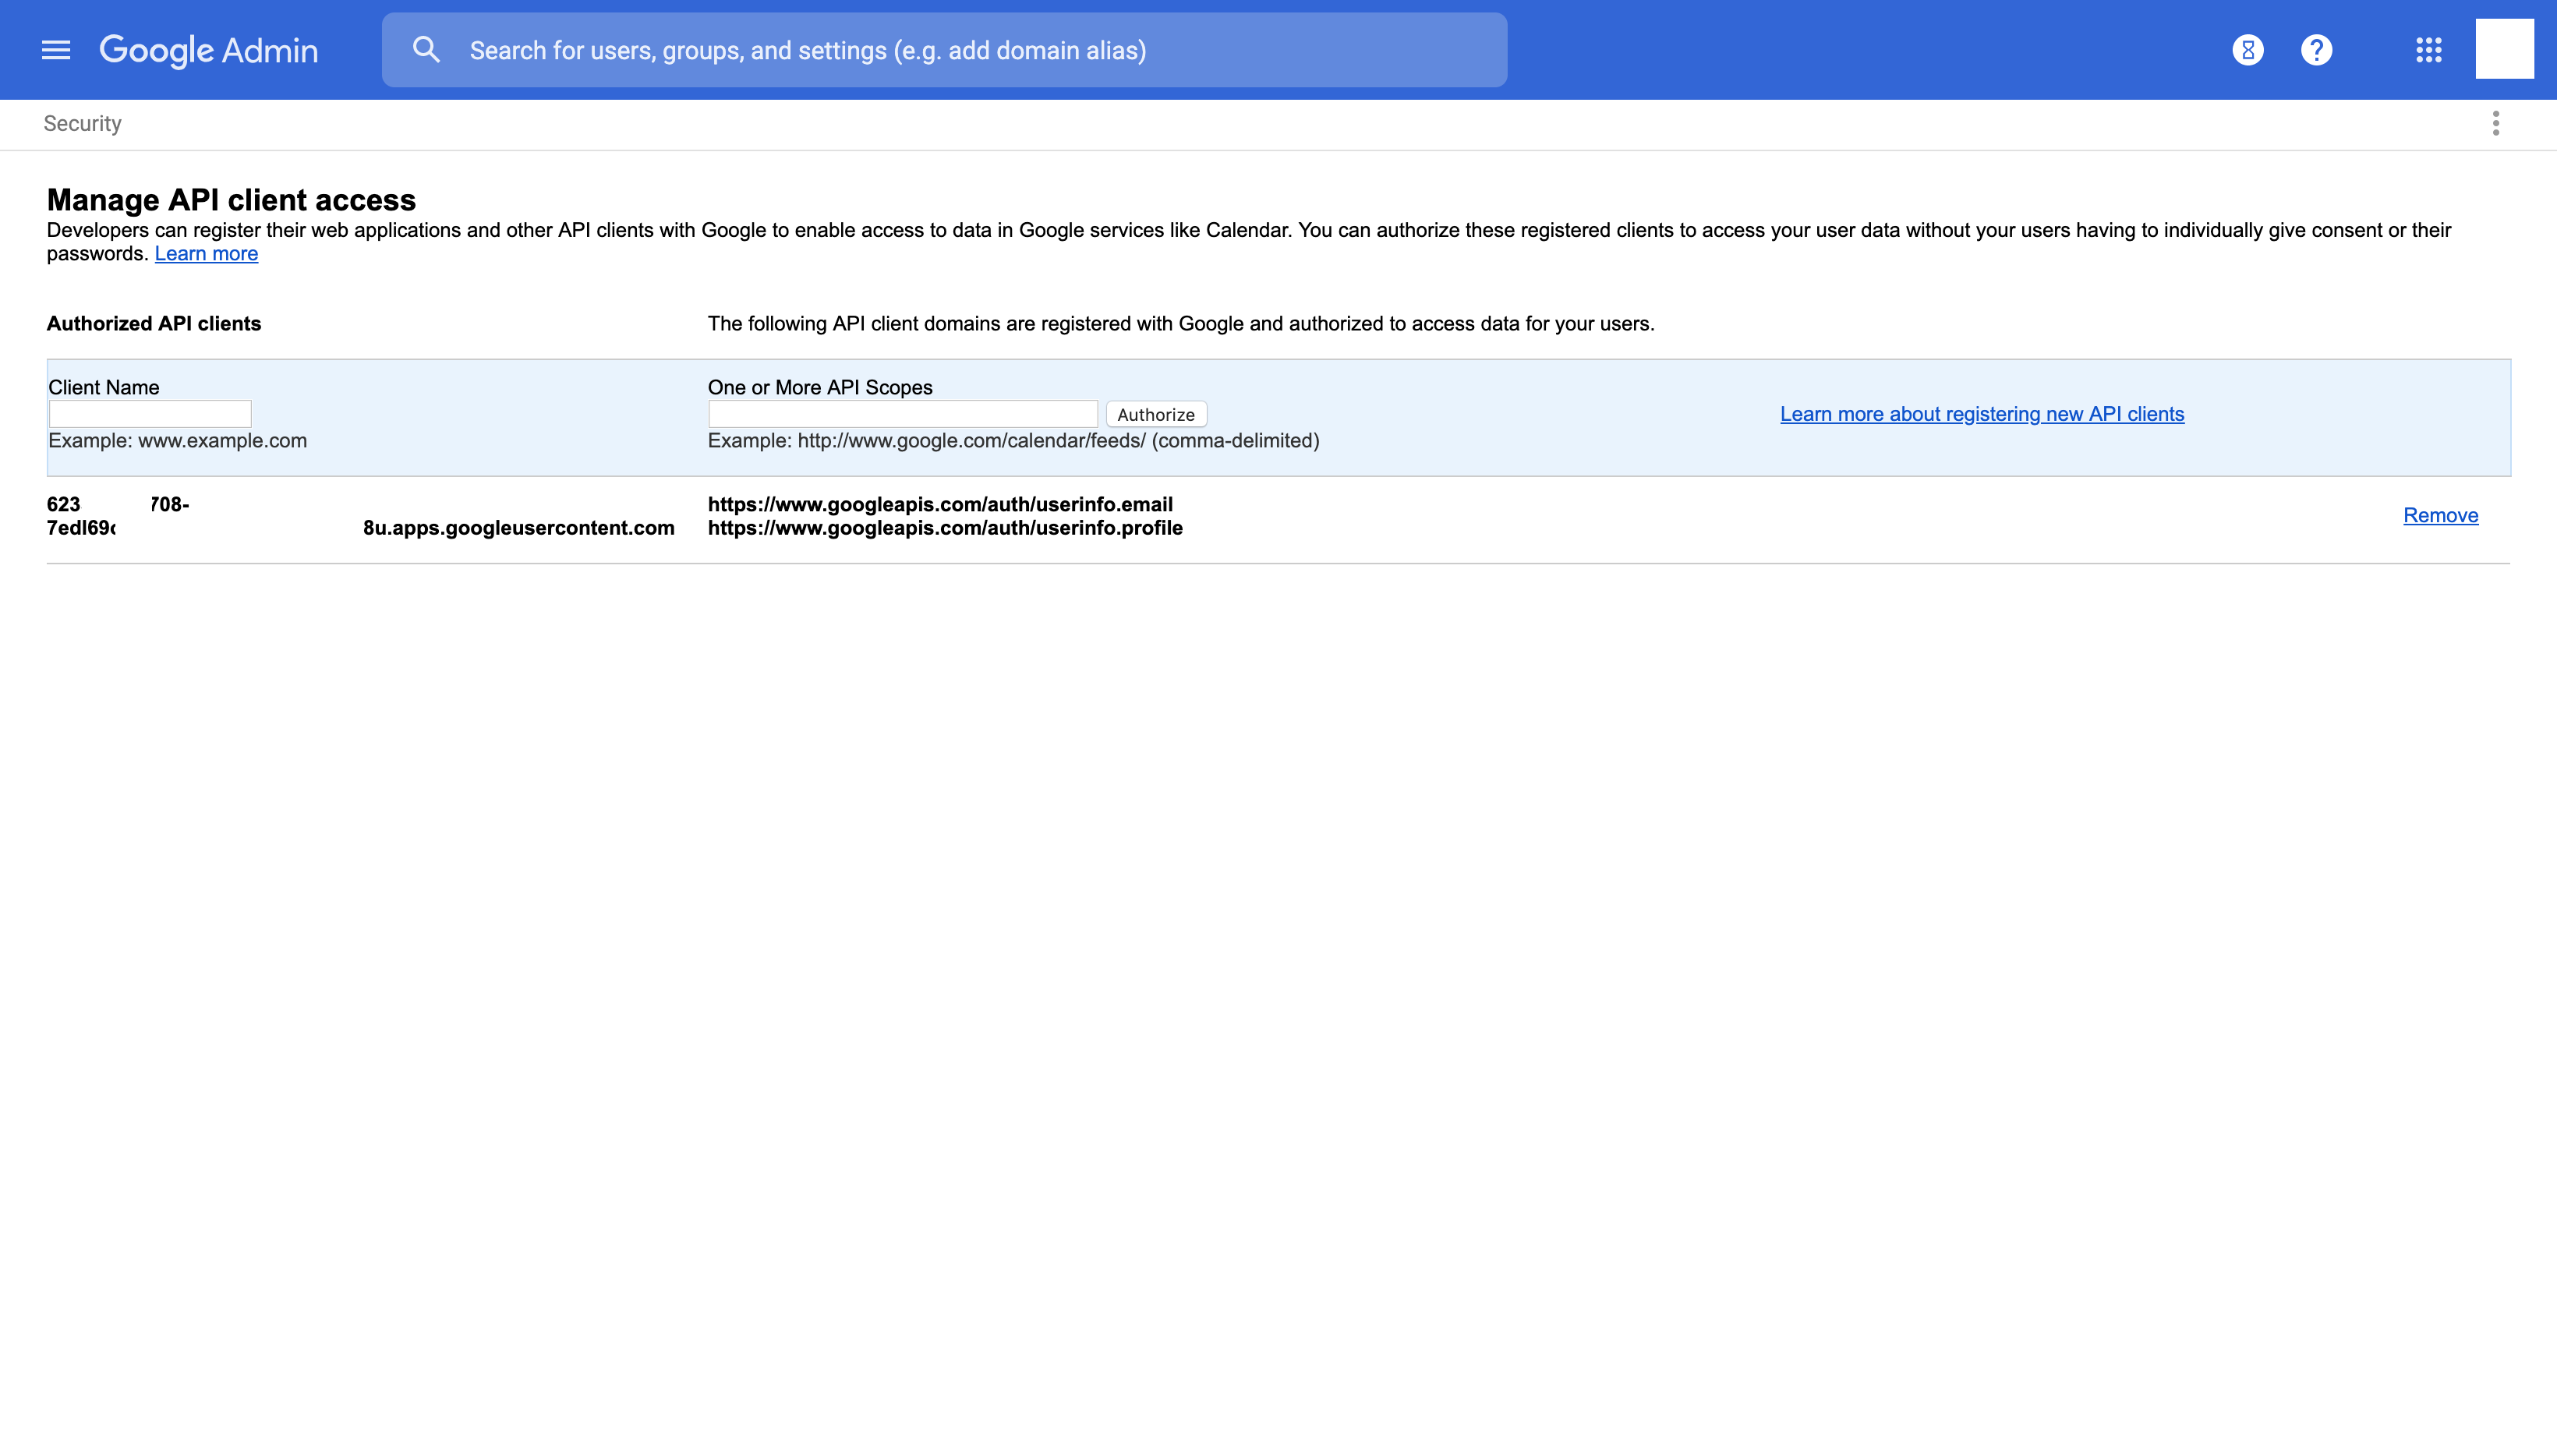 Google Admin
Search for users, groups, and settings (e.g. add domain alias)
Security
Manage API client access
Developers can register their web applications and other API clients with Google to enable access to data in Google services like Calendar. You can authorize these registered clients to access your user data without your users having to individually give consent or their
passwords. Learn more
Authorized API clients
The following API client domains are registered with Google and authorized to access data for your users.
Client Name
One or More API Scopes
Authorize
Learn more about registering new API clients
Example: www.example.com
Example: http://www.google.com/calendar/feeds/ (comma-delimited)
623 708-
7edl69 8u.apps.googleusercontent.com
https://www.googleapis.com/auth/userinfo.email
https://www.googleapis.com/auth/userinfo.profile
Remove